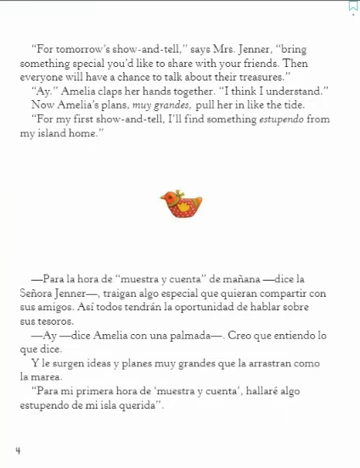 “For tomorrow’s show-and-tell,” says Mrs. Jenner, “bring
something special you’d like to share with your friends. Then
everyone will have a chance to talk about their treasures.”
“Ay.” Amelia claps her hands together. “I think I understand.”
Now Amelia’s plans, muy grandes, pull her in like the tide.
“For my first show-and-tell, I’ll find something estupendo from
my island home.”
—Para la hora de “muestra y cuenta” de mañana —dice la
Señora Jenner—, traigan algo especial que quieran compartir con
sus amigos. Así todos tendrán la oportunidad de hablar sobre
sus tesoros.
—Ay —dice Amelia con una palmada—. Creo que entiendo lo
que dice.
Y le surgen ideas y planes muy grandes que la arrastran como
la marea.
“Para mi primera hora de ‘muestra y cuenta’, hallaré algo
estupendo de mi isla querida”.
4